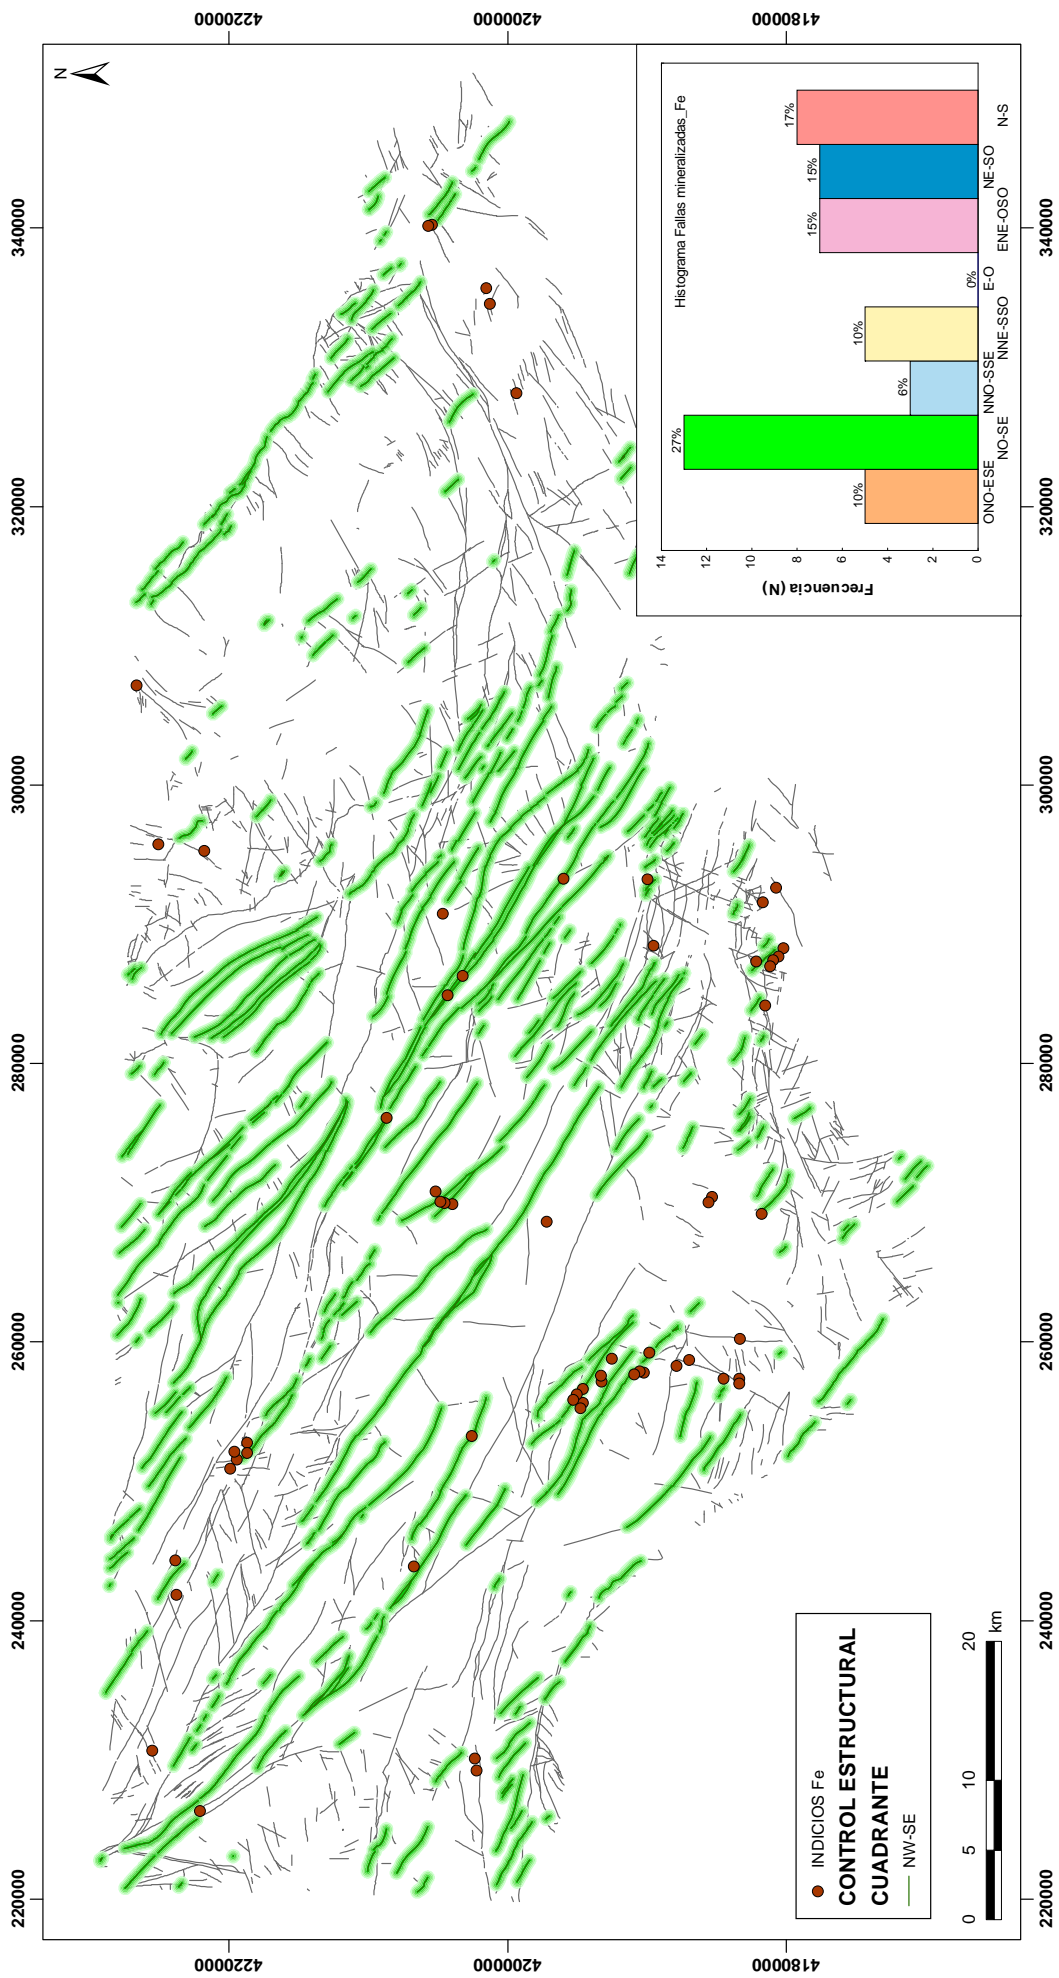 220000
240000
260000
280000
300000
320000
340000
4220000
4200000
4180000
4220000
4200000
4180000
N
Histograma Fallas mineralizadas_Fe
Frecuencia (N)
14
12
10
8
6
4
2
0
10%
27%
6%
10%
0%
15%
15%
17%
ONO-ESE
NO-SE
NNO-SSE
NNE-SSO
E-O
ENE-OSO
NE-SO
N-S
INDICIOS Fe
CONTROL ESTRUCTURAL
CUADRANTE
NW-SE
0 5 10 20
km
220000
240000
260000
280000
300000
320000
340000